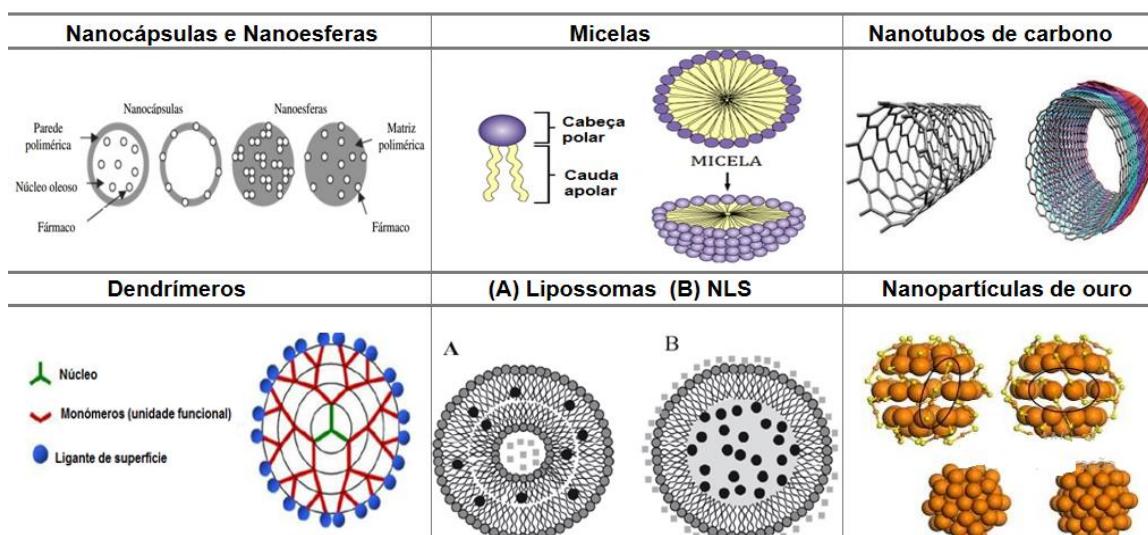 Nanocápsulas e Nanoesferas
Micelas
Nanotubos de carbono
Nanocápsulas
Nanoesferas
Parede
polimérica
Núcleo oleoso
Fármaco
Matriz
polimérica
Fármaco
Cabeça
polar
Cauda
apolar
MICELA
Dendrímeros
(A) Lipossomas (B) NLS
Nanopartículas de ouro
Núcleo
Monómeros (unidade funcional)
Ligante de superfície
A
B